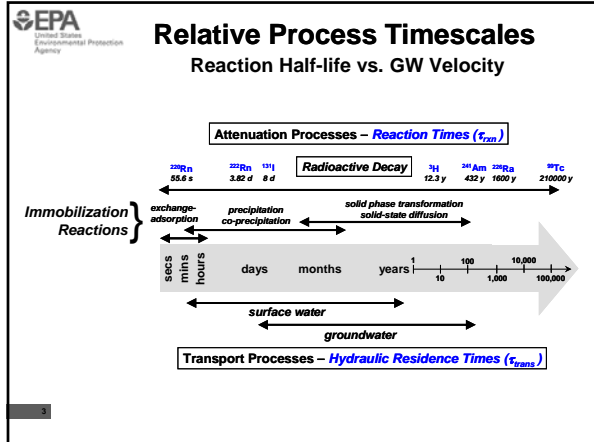 EPA
United States
Environmental Protection
Agency
Relative Process Timescales
Reaction Half-life vs. GW Velocity
Attenuation Processes – Reaction Times (τrxn)
220Rn 222Rn 131I Radioactive Decay 3H 241Am 226Ra 99Tc
55.6 s 3.82 d 8 d 12.3 y 432 y 1600 y 210000 y
Immobilization
Reactions
exchange-
adsorption
precipitation
co-precipitation
solid phase transformation
solid-state diffusion
secs mins hours days months years
1 100 10,000
10 1,000 100,000
surface water
groundwater
Transport Processes – Hydraulic Residence Times (τtrans)
3